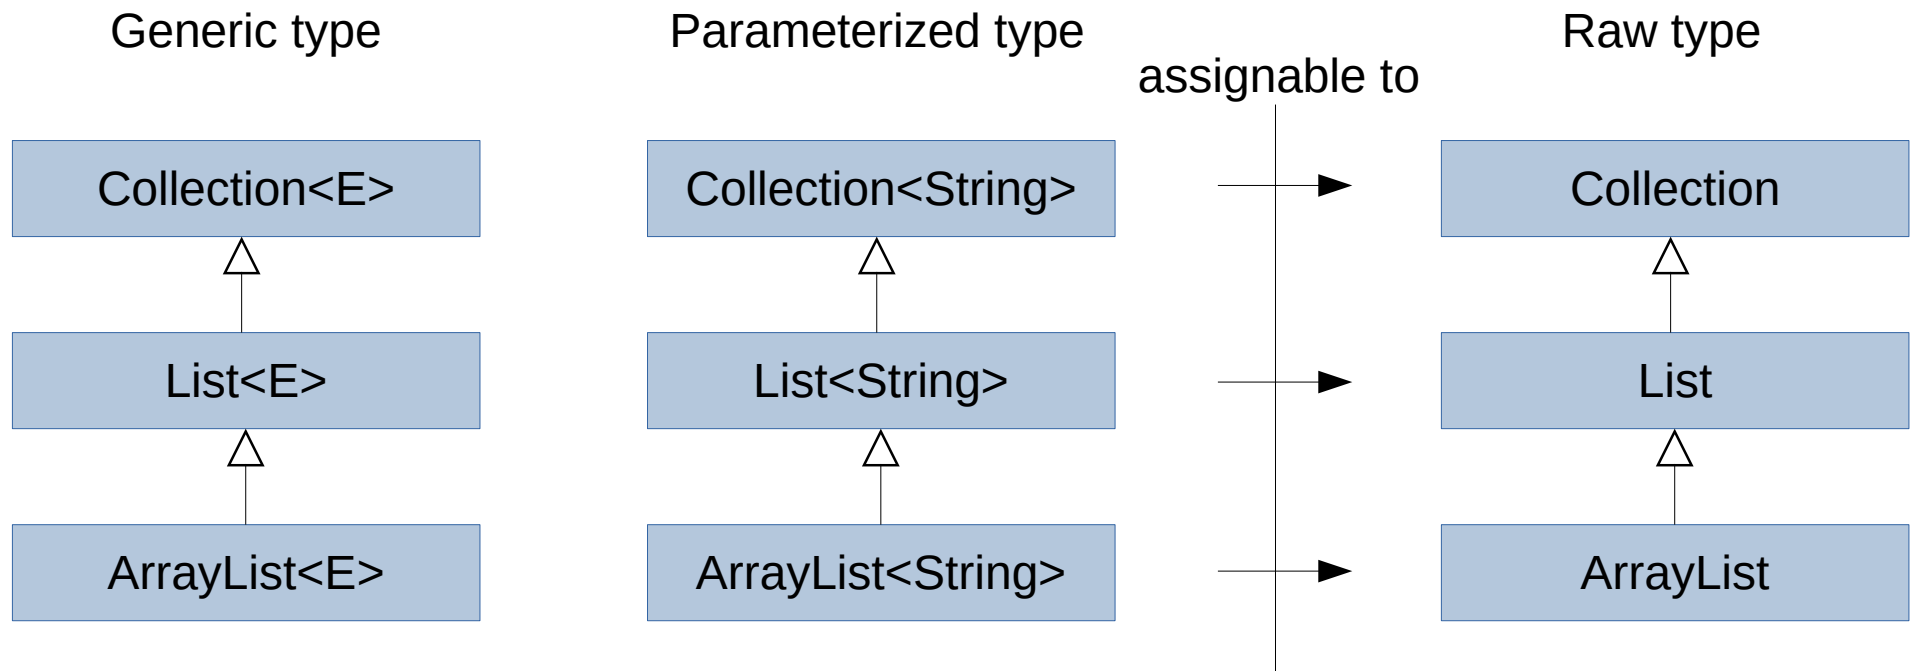 Generic type
Parameterized type
Raw type
assignable to
Collection<E>
Collection<String>
Collection
List<E>
List<String>
List
ArrayList<E>
ArrayList<String>
ArrayList